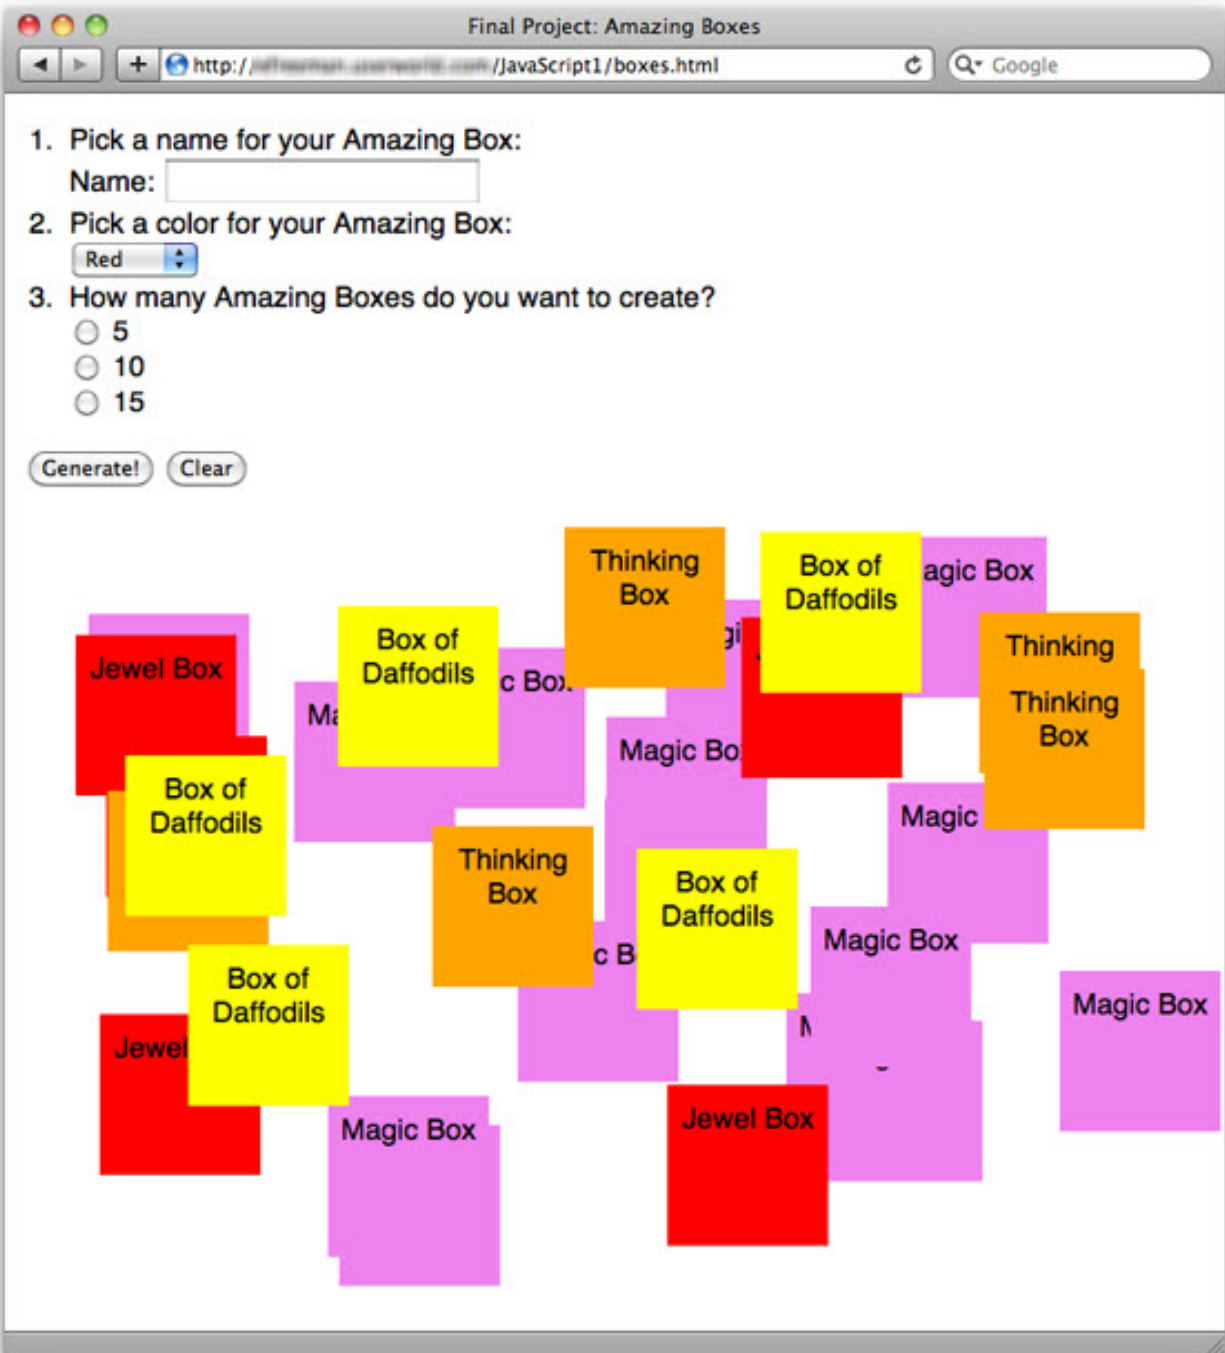 Final Project: Amazing Boxes
http:// /JavaScript1/boxes.html
Google
1. Pick a name for your Amazing Box:
Name:
2. Pick a color for your Amazing Box:
Red
3. How many Amazing Boxes do you want to create?
5
10
15
Generate!
Clear
Thinking
Box
Box of
Daffodils
agic Box
Jewel Box
Box of
Daffodils
c Box
Ma
gi
Thinking
Thinking
Box
Magic Bo
Box of
Daffodils
Magic
Thinking
Box
Box of
Daffodils
c B
Magic Box
Box of
Daffodils
Magic Box
Jewel
Magic Box
Jewel Box